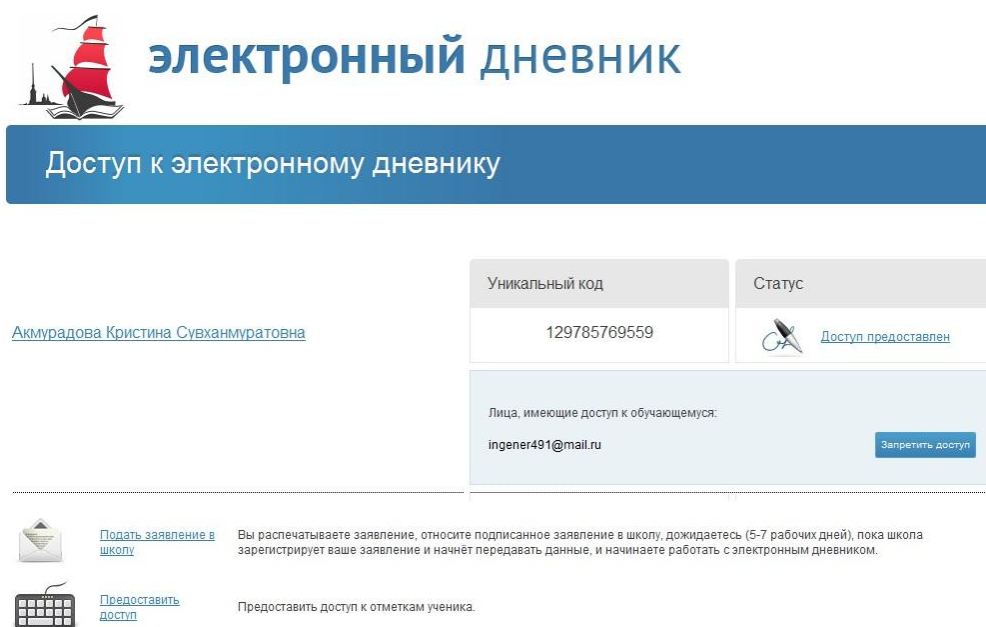 электронный дневник
Доступ к электронному дневнику
Уникальный код
Статус
Акмурадова Кристина Сувханмуратовна
129785769559
Доступ предоставлен
Лица, имеющие доступ к обучающемуся:
ingener491@mail.ru
Запретить доступ
Подать заявление в
школу
Вы распечатываете заявление, относите подписанное заявление в школу, дожидаетесь (5-7 рабочих дней), пока школа
зарегистрирует ваше заявление и начнёт передавать данные, и начинаете работать с электронным дневником.
Предоставить
доступ
Предоставить доступ к отметкам ученика.